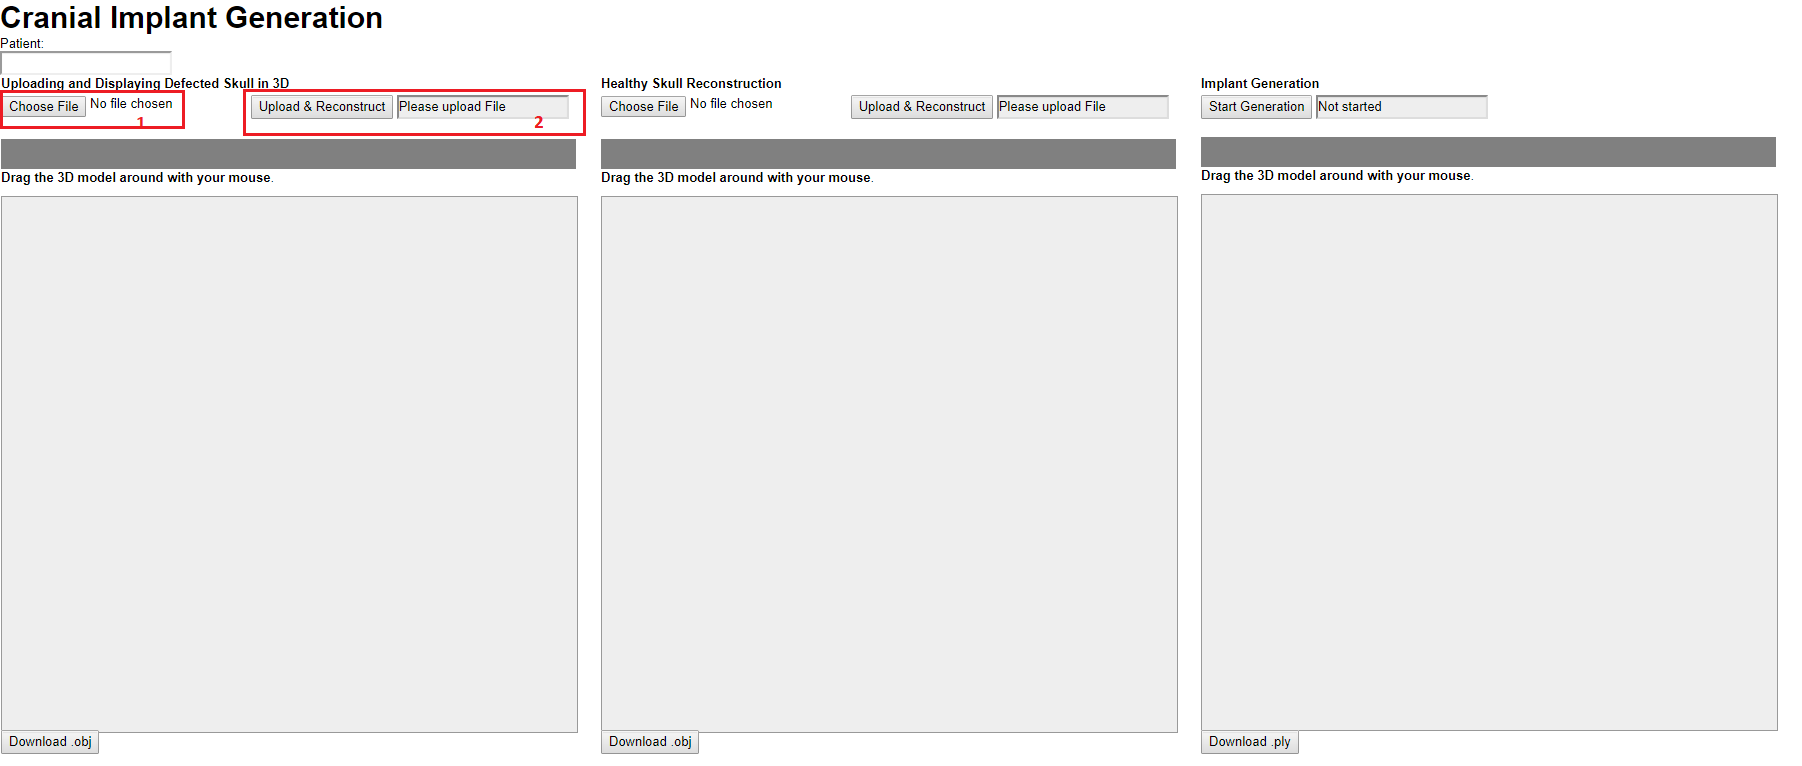 Cranial Implant Generation
Patient:
Uploading and Displaying Defected Skull in 3D
Choose File No file chosen
1
Upload & Reconstruct Please upload File
2
Drag the 3D model around with your mouse.
Download .obj
Healthy Skull Reconstruction
Choose File No file chosen
Upload & Reconstruct Please upload File
Drag the 3D model around with your mouse.
Download .obj
Implant Generation
Start Generation Not started
Drag the 3D model around with your mouse.
Download .ply